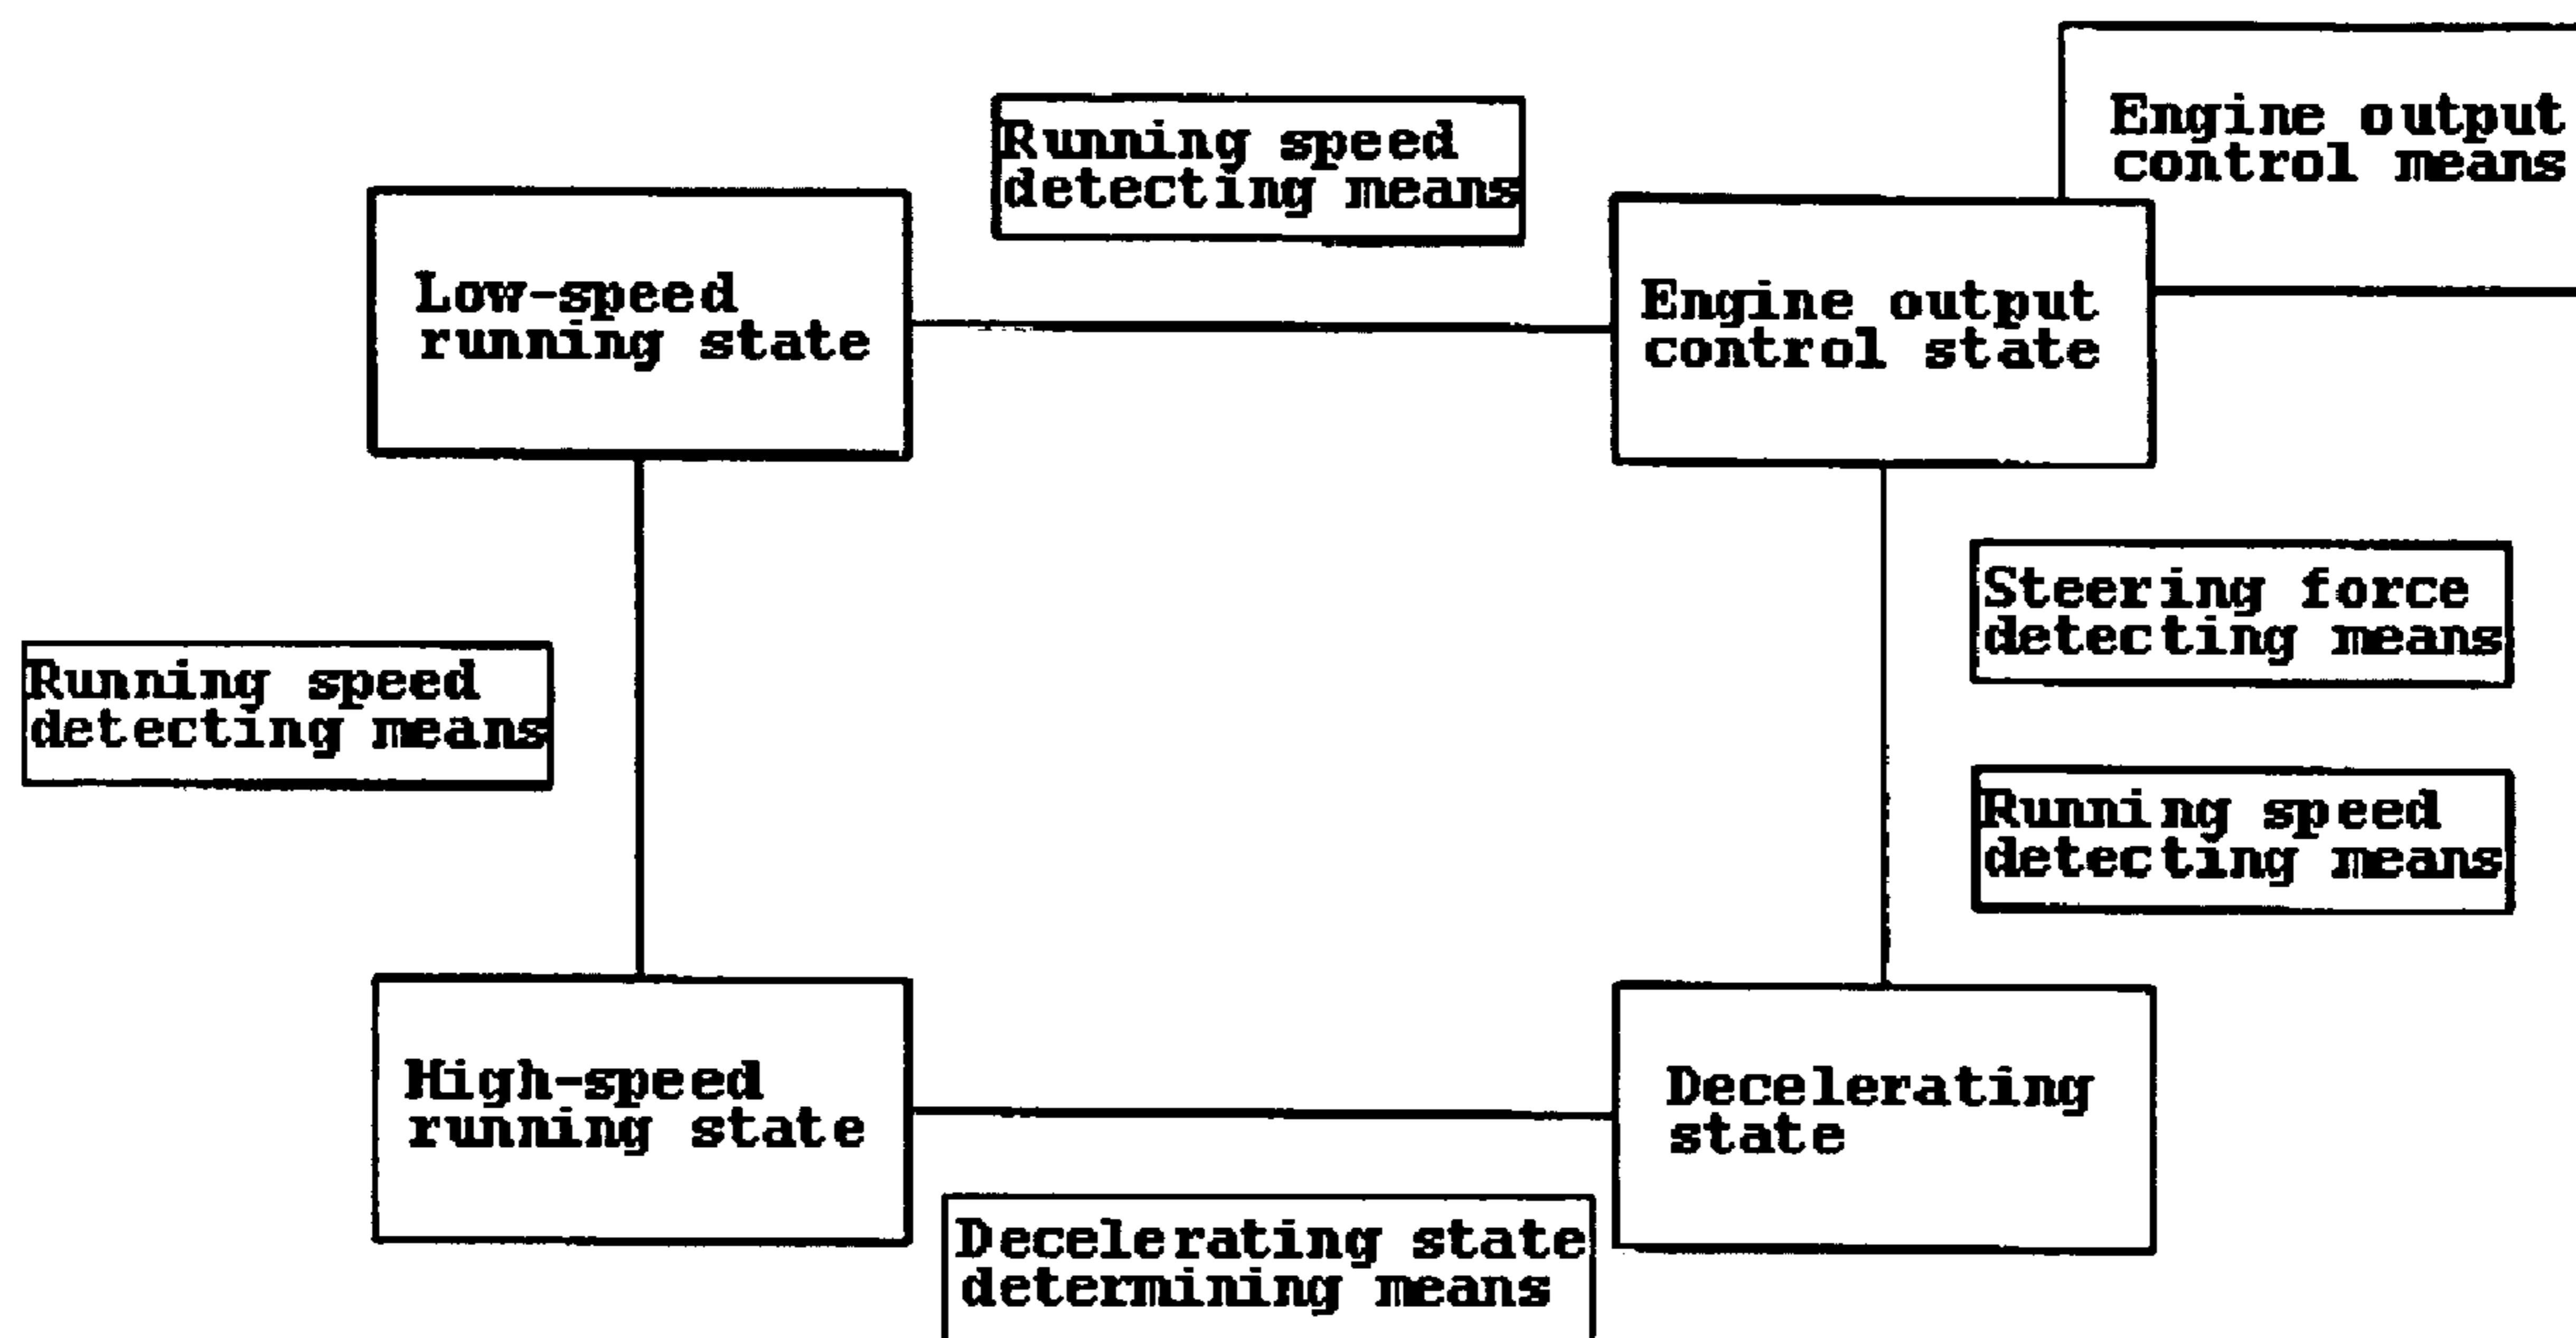 Engine output
control means
Running speed
detecting means
Low-speed
running state
Engine output
control state
Steering force
detecting means
Running speed
detecting means
Running speed
detecting means
High-speed
running state
Decelerating
state
Decelerating state
determining means